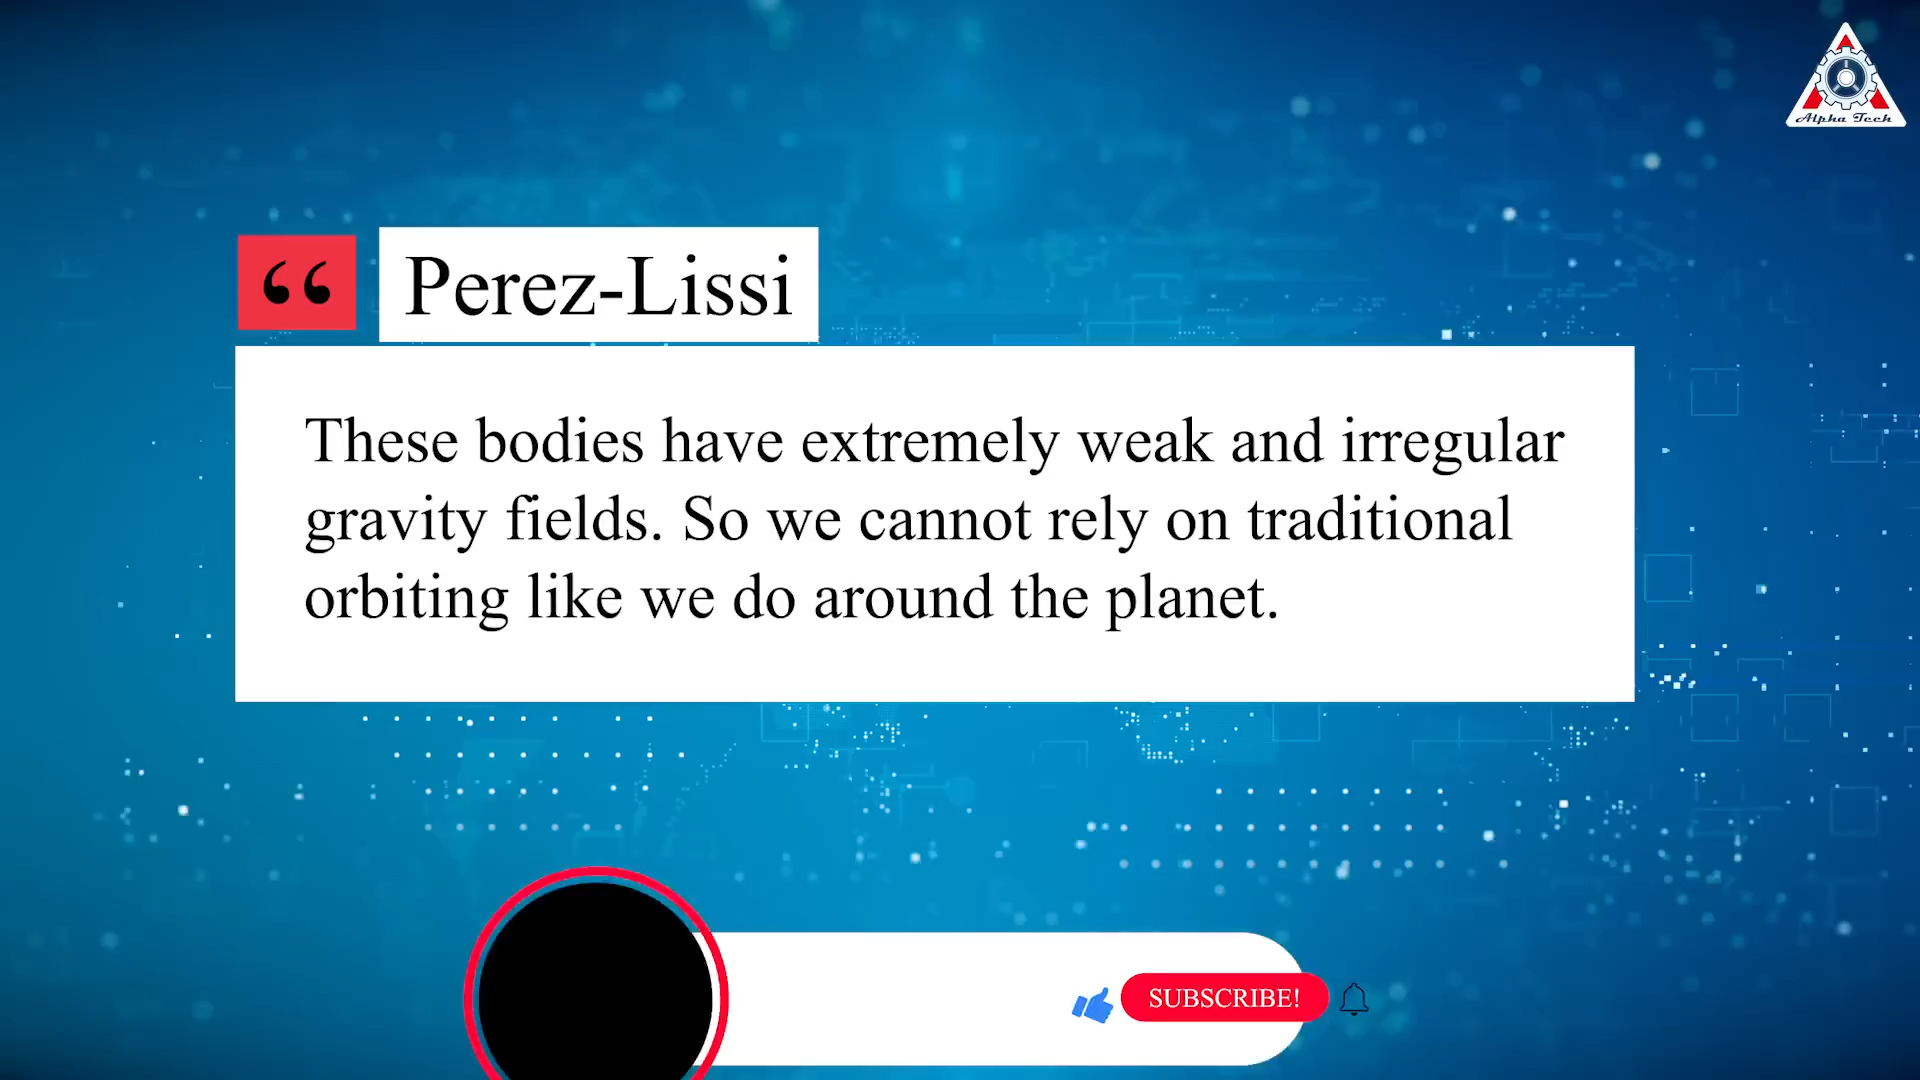 Alpha Tech
“ Perez-Lissi
These bodies have extremely weak and irregular
gravity fields. So we cannot rely on traditional
orbiting like we do around the planet.
SUBSCRIBE!